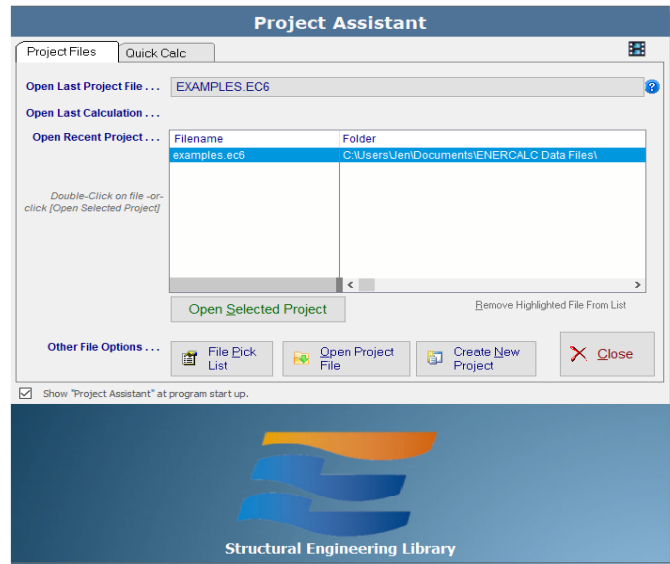 Project Assistant
Project Files
Quick Calc
Open Last Project File . . .
EXAMPLES.EC6
?
Open Last Calculation . . .
Open Recent Project . . .
Filename
Folder
examples.ec6
C:\Users\Jen\Documents\ENERCALC Data Files\
Double-Click on file -or-
click [Open Selected Project]
Open Selected Project
Remove Highlighted File From List
Other File Options . . .
File Pick
List
Open Project
File
Create New
Project
Close
Show "Project Assistant" at program start up.
Structural Engineering Library